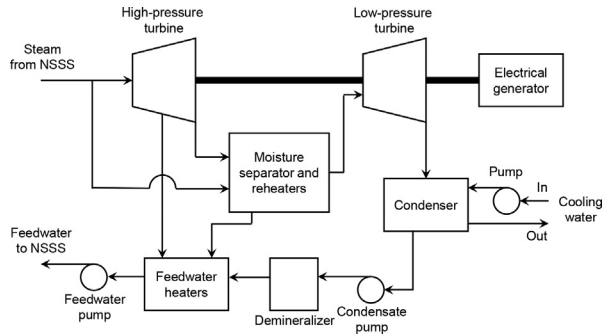 High-pressure
turbine
Low-pressure
turbine
Steam
from NSSS
Electrical
generator
Moisture
separator and
reheaters
Pump
In
Condenser
Cooling
water
Out
Feedwater
to NSSS
Feedwater
heaters
Feedwater
pump
Demineralizer
Condensate
pump